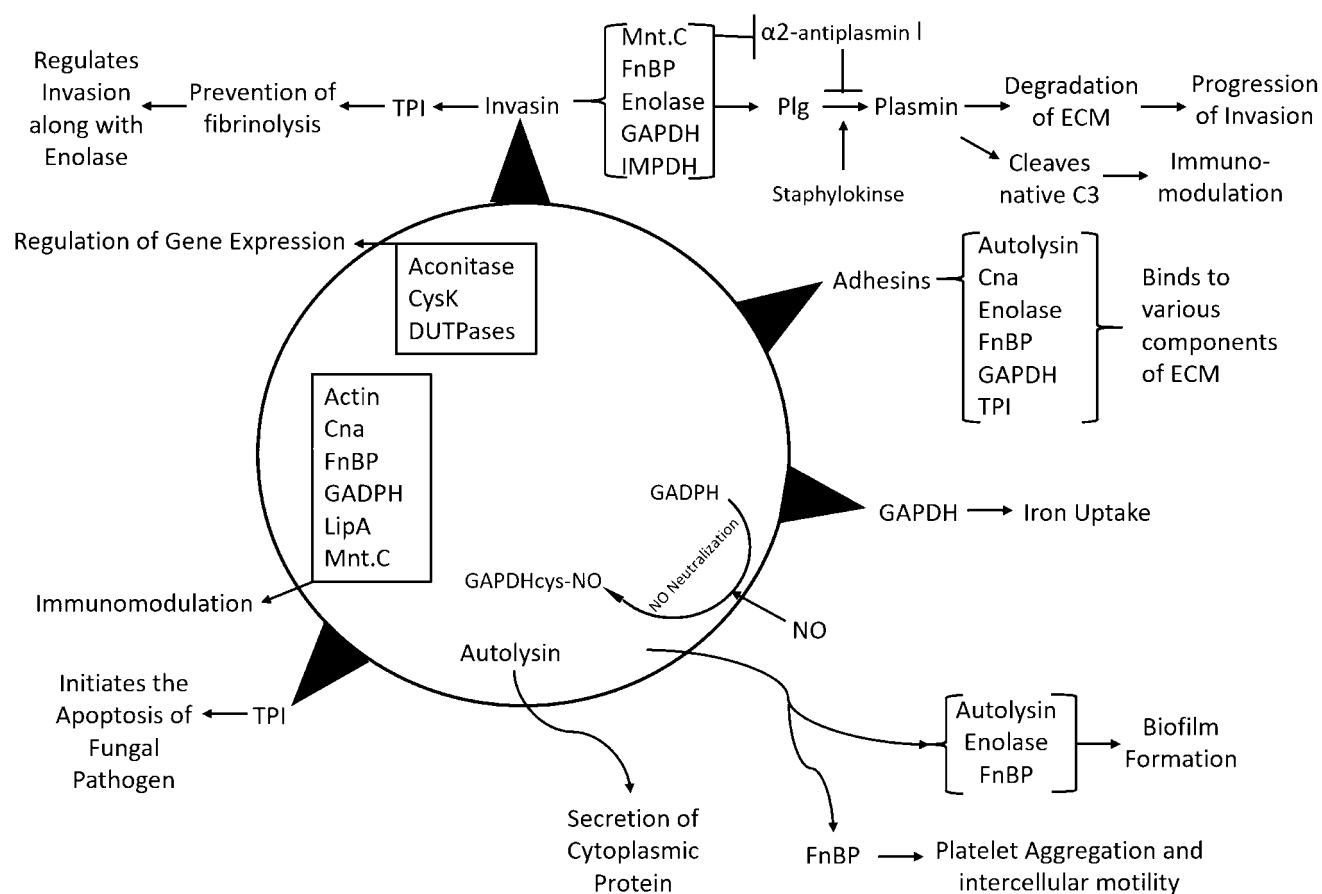 Regulates
Invasion
along with
Enolase
Prevention of
fibrinolysis
TPI
Invasin
Mnt.C
FnBP
Enolase
GAPDH
IMPDH
α2-antiplasmin l
Plg
Plasmin
Staphylokinse
Degradation
of ECM
Progression
of Invasion
Cleaves
native C3
Immuno-
modulation
Regulation of Gene Expression
Aconitase
CysK
DUTPases
Adhesins
Autolysin
Cna
Enolase
FnBP
GAPDH
TPI
Binds to
various
components
of ECM
Actin
Cna
FnBP
GADPH
LipA
Mnt.C
Immunomodulation
GADPH
NO Neutralization
GAPDHcys-NO
NO
GAPDH
Iron Uptake
Autolysin
Initiates the
Apoptosis of
Fungal
Pathogen
TPI
Secretion of
Cytoplasmic
Protein
Autolysin
Enolase
FnBP
Biofilm
Formation
FnBP
Platelet Aggregation and
intercellular motility